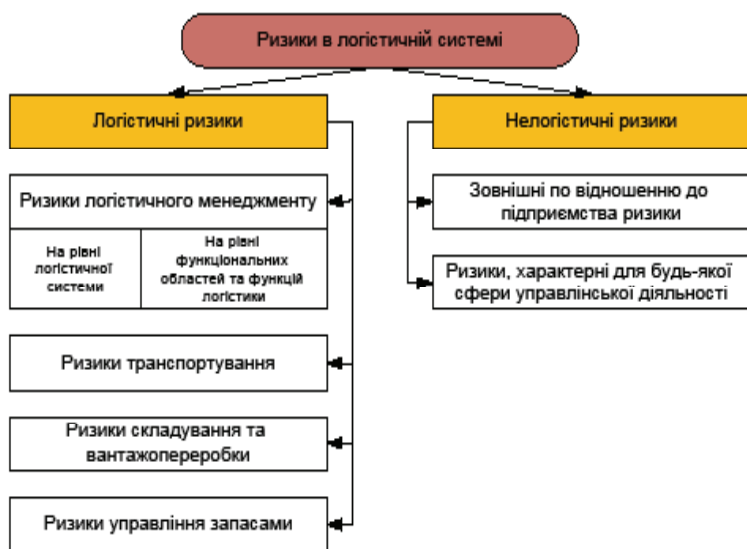 Ризики в логістичній системі
Логістичні ризики
Нелогістичні ризики
Ризики логістичного менеджменту
На рівні
логістичної
системи
На рівні
функціональних
областей та функцій
логістики
Ризики транспортування
Ризики складування та
вантажопереробки
Ризики управління запасами
Зовнішні по відношенню до
підприємства ризики
Ризики, характерні для будь-якої
сфери управлінської діяльності